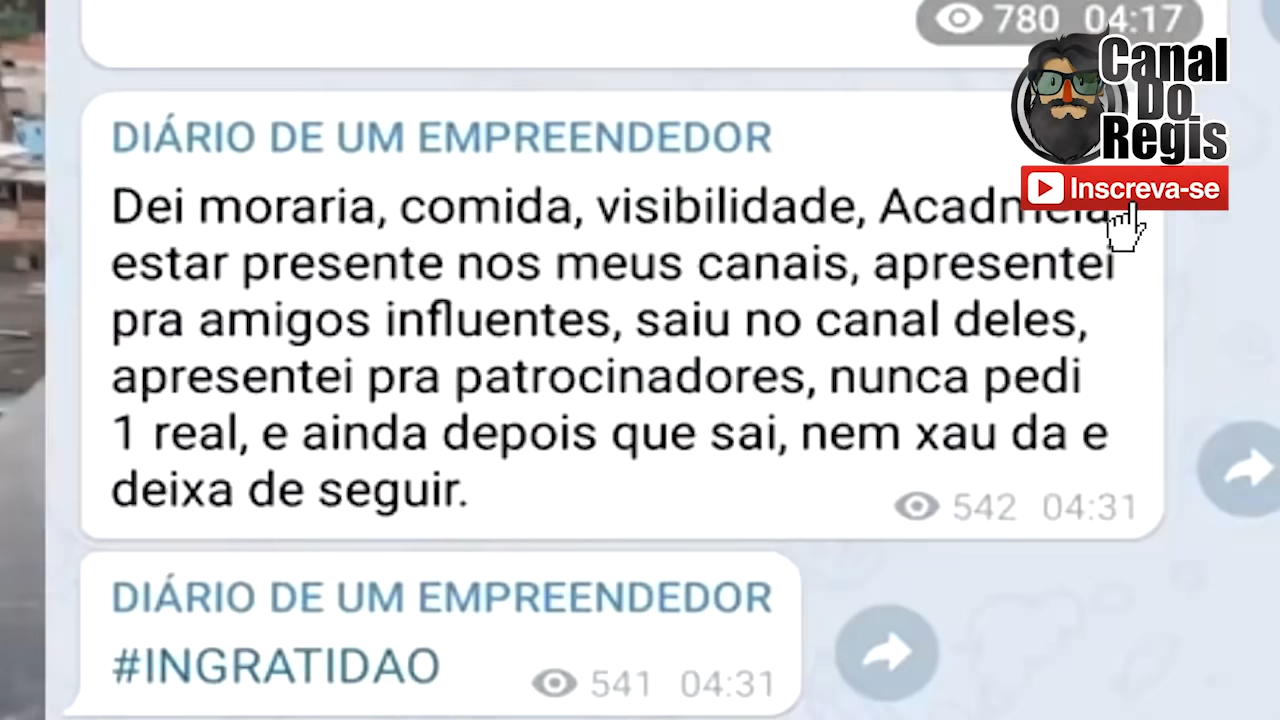 780 04:17
Canal
Do
Regis
Inscreva-se
DIÁRIO DE UM EMPREENDEDOR
Dei moraria, comida, visibilidade, Acadmeia
estar presente nos meus canais, apresentei
pra amigos influentes, saiu no canal deles,
apresentei pra patrocinadores, nunca pedi
1 real, e ainda depois que sai, nem xau da e
deixa de seguir.
542 04:31
DIÁRIO DE UM EMPREENDEDOR
#INGRATIDAO
541 04:31